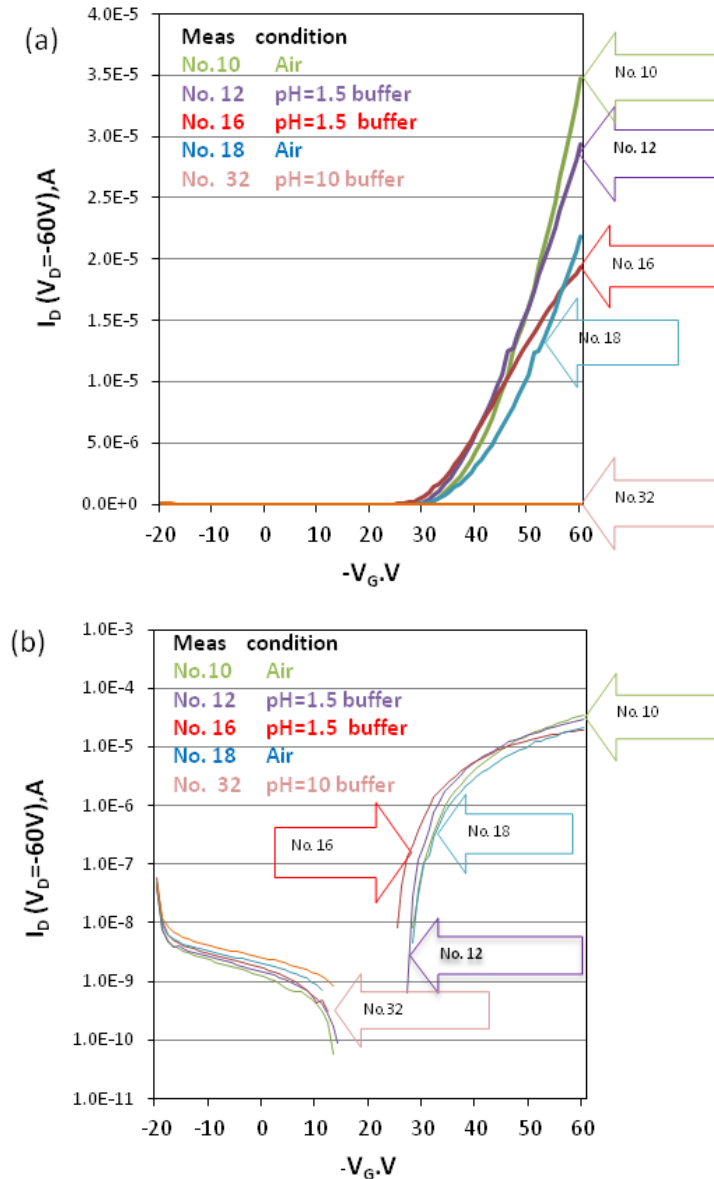 (a)
Meas condition
No.10 Air
No. 12 pH=1.5 buffer
No. 16 pH=1.5 buffer
No. 18 Air
No. 32 pH=10 buffer
4.0E-5
3.5E-5
3.0E-5
2.5E-5
2.0E-5
1.5E-5
1.0E-5
5.0E-6
0.0E+0
I_D (V_D=-60V),A
No. 10
No. 12
No. 16
No. 18
No.32
-20 -10 0 10 20 30 40 50 60
-V_G.V
(b)
Meas condition
No.10 Air
No. 12 pH=1.5 buffer
No. 16 pH=1.5 buffer
No. 18 Air
No. 32 pH=10 buffer
1.0E-3
1.0E-4
1.0E-5
1.0E-6
1.0E-7
1.0E-8
1.0E-9
1.0E-10
1.0E-11
I_D (V_D=-60V),A
No. 10
No. 18
No. 16
No. 12
No.32
-20 -10 0 10 20 30 40 50 60
-V_G.V